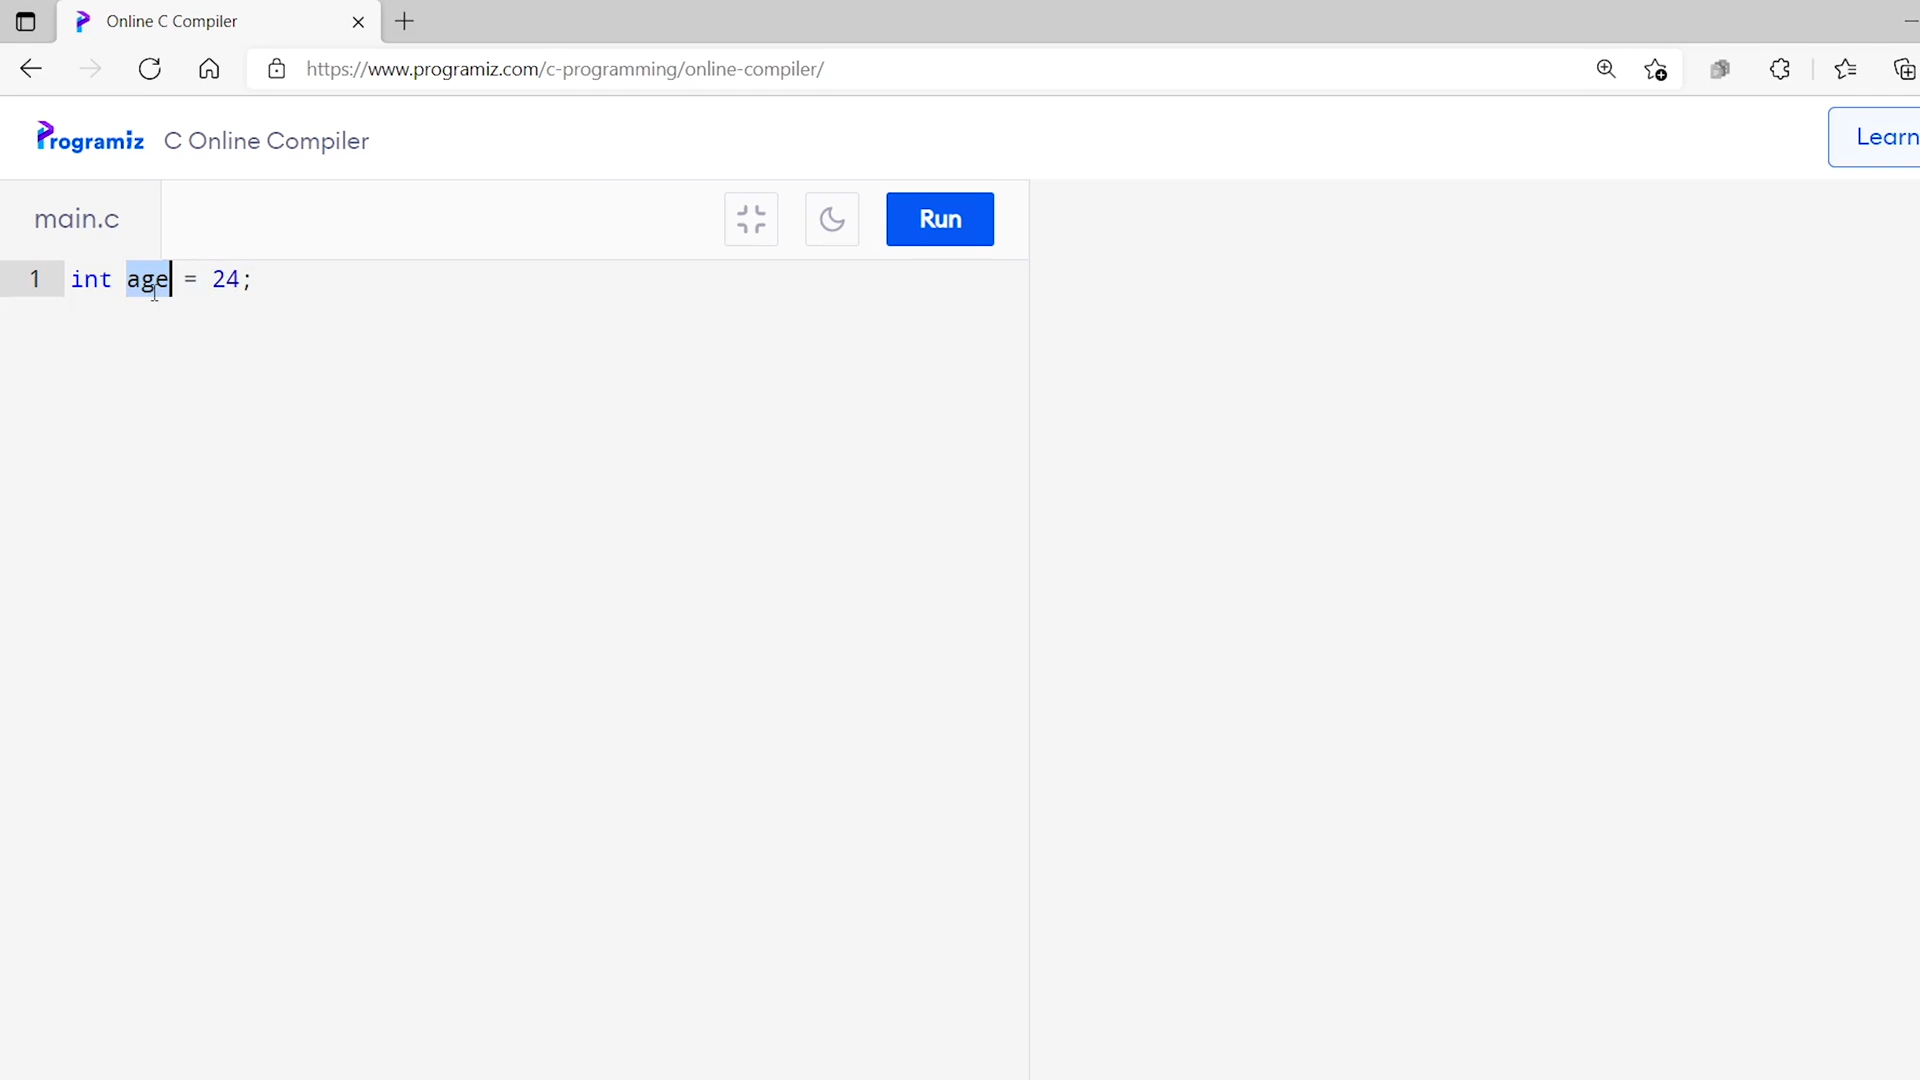 Online C Compiler
https://www.programiz.com/c-programming/online-compiler/
Programiz C Online Compiler
Learn
main.c
Run
1 int age = 24;